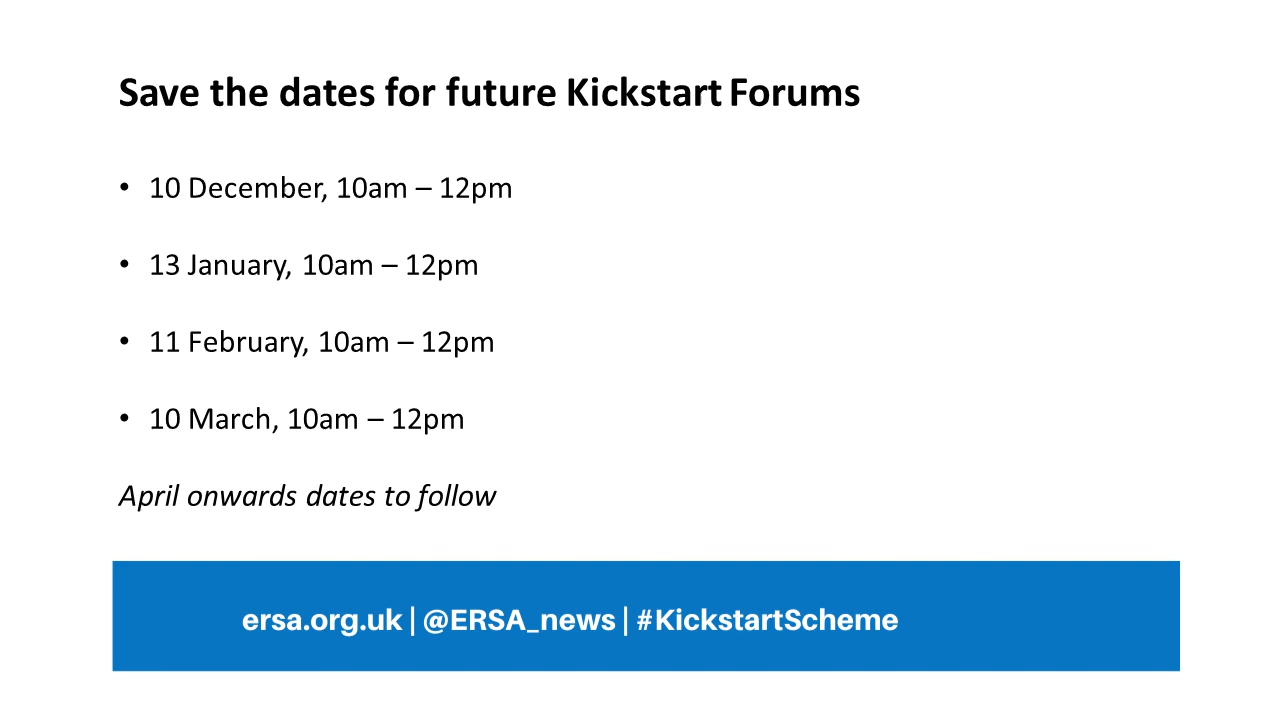 Save the dates for future Kickstart Forums
• 10 December, 10am – 12pm
• 13 January, 10am – 12pm
• 11 February, 10am – 12pm
• 10 March, 10am – 12pm
April onwards dates to follow
ersa.org.uk | @ERSA_news | #KickstartScheme